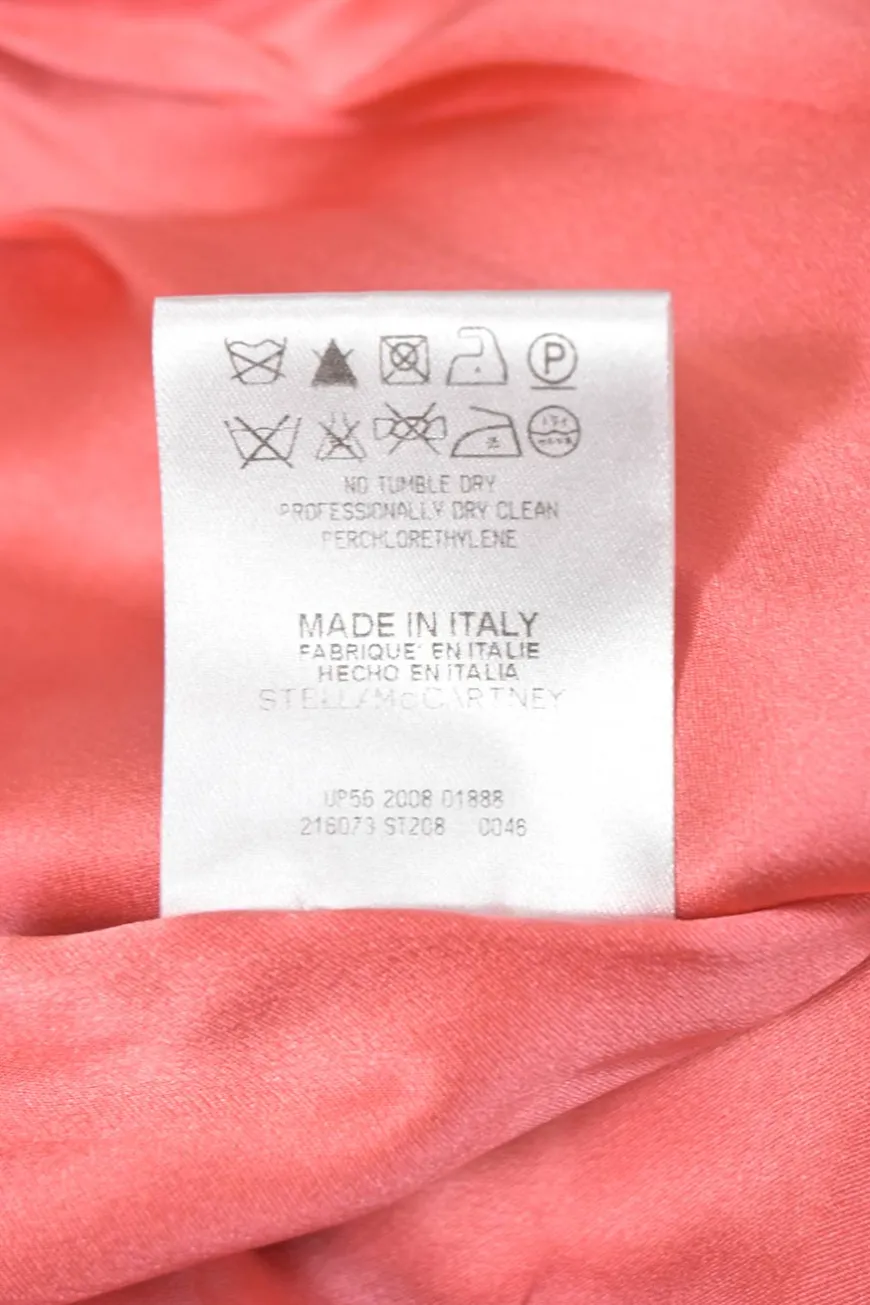 P
NO TUMBLE DRY
PROFESSIONALLY DRY CLEAN
PERCHLORETHYLENE
MADE IN ITALY
FABRIQUE' EN ITALIE
HECHO EN ITALIA
STELLA McCARTNEY
UP56 2008 01888
216073 ST208 0046